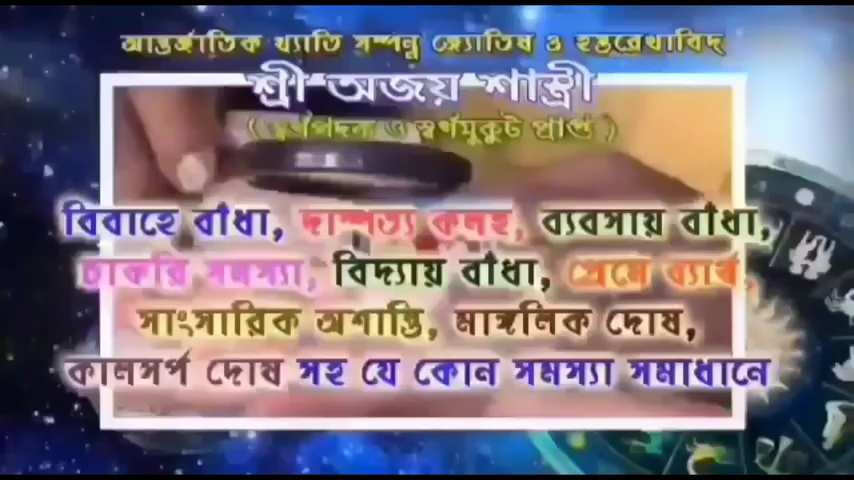 আন্তর্জাতিক খ্যাতি সম্পন্ন জ্যোতিষ ও হস্তরেখাবিদ
শ্রী অজয় শাস্ত্রী
( স্বর্ণপদক ও স্বর্ণমুকুট প্রাপ্ত )
বিবাহে বাঁধা, দাম্পত্য কলহ, ব্যবসায় বাঁধা,
চাকরি সমস্যা, বিদ্যায় বাঁধা, প্রেমে ব্যার্থ,
সাংসারিক অশান্তি, মাঙ্গলিক দোষ,
কালসর্প দোষ সহ যে কোন সমস্যা সমাধানে